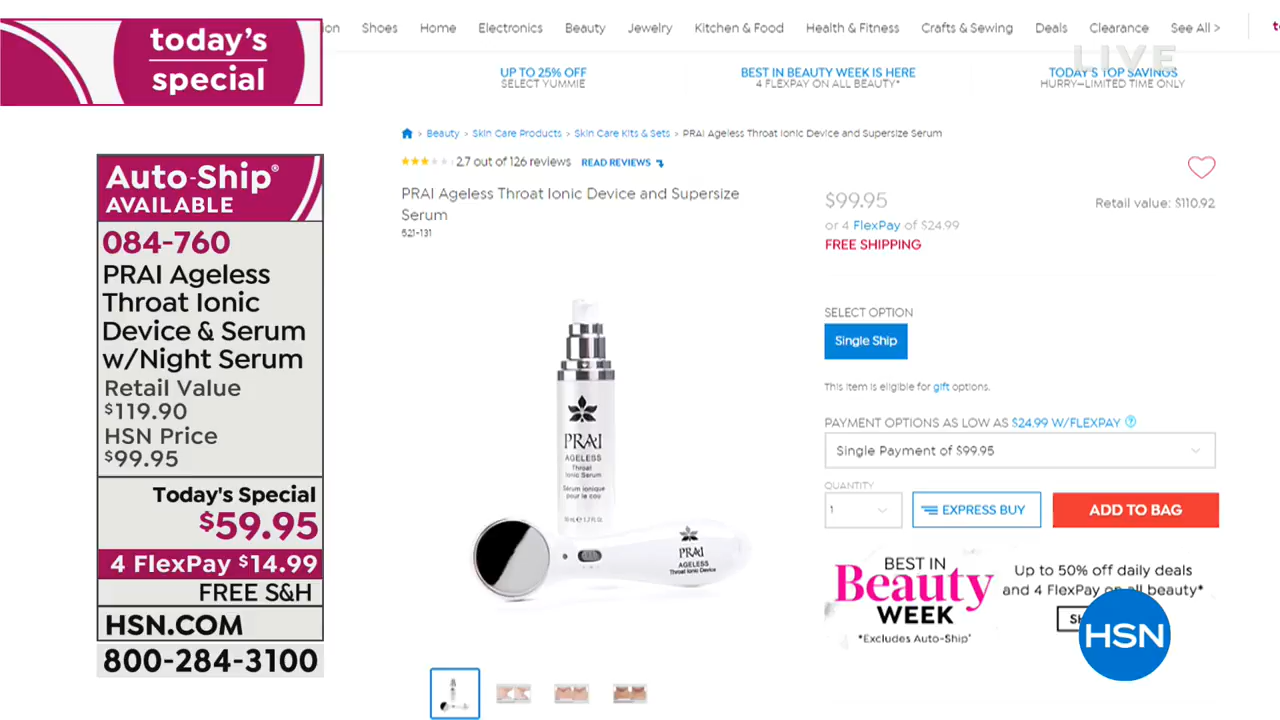 today's
special
Shoes
Home
Electronics
Beauty
Jewelry
Kitchen & Food
Health & Fitness
Crafts & Sewing
Deals
Clearance
See All >
LIVE
UP TO 25% OFF
SELECT YUMMIE
BEST IN BEAUTY WEEK IS HERE
4 FLEXPAY ON ALL BEAUTY*
TODAY'S TOP SAVINGS
HURRY—LIMITED TIME ONLY
> Beauty > Skin Care Products > Skin Care Kits & Sets > PRAI Ageless Throat Ionic Device and Supersize Serum
2.7 out of 126 reviews READ REVIEWS
PRAI Ageless Throat Ionic Device and Supersize
Serum
521-131
$99.95
Retail value: $110.92
or 4 FlexPay of $24.99
FREE SHIPPING
SELECT OPTION
Single Ship
This item is eligible for gift options.
PAYMENT OPTIONS AS LOW AS $24.99 W/FLEXPAY ?
Single Payment of $99.95
QUANTITY
1
EXPRESS BUY
ADD TO BAG
BEST IN
Beauty
WEEK
*Excludes Auto-Ship®
Up to 50% off daily deals
and 4 FlexPay on all beauty*
HSN
Auto-Ship®
AVAILABLE
084-760
PRAI Ageless
Throat Ionic
Device & Serum
w/Night Serum
Retail Value
$119.90
HSN Price
$99.95
Today's Special
$59.95
4 FlexPay $14.99
FREE S&H
HSN.COM
800-284-3100
PRAI
AGELESS
Throat
Ionic Serum
Sérum ionique
pour le cou
PRAI
AGELESS
Throat Ionic Device